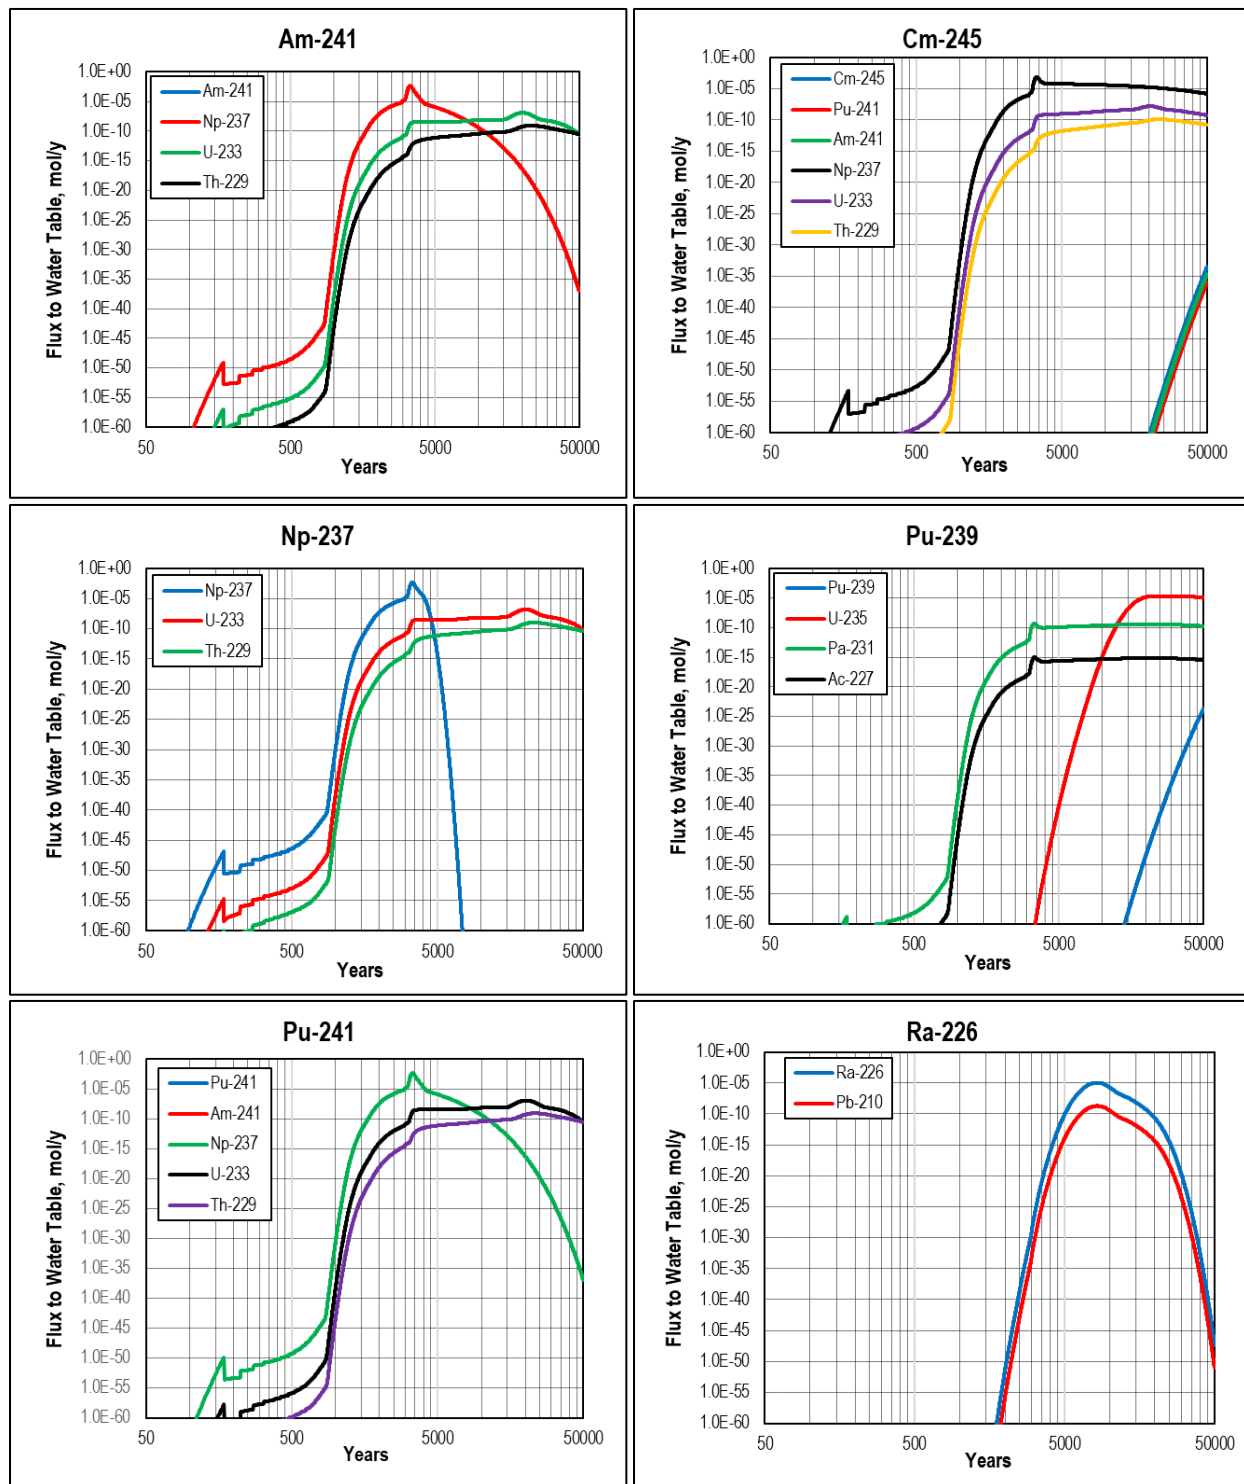 Am-241
Flux to Water Table, mol/y
1.0E+00
1.0E-05
1.0E-10
1.0E-15
1.0E-20
1.0E-25
1.0E-30
1.0E-35
1.0E-40
1.0E-45
1.0E-50
1.0E-55
1.0E-60
Am-241
Np-237
U-233
Th-229
50 500 5000 50000
Years
Cm-245
Flux to Water Table, mol/y
1.0E+00
1.0E-05
1.0E-10
1.0E-15
1.0E-20
1.0E-25
1.0E-30
1.0E-35
1.0E-40
1.0E-45
1.0E-50
1.0E-55
1.0E-60
Cm-245
Pu-241
Am-241
Np-237
U-233
Th-229
50 500 5000 50000
Years
Np-237
Flux to Water Table, mol/y
1.0E+00
1.0E-05
1.0E-10
1.0E-15
1.0E-20
1.0E-25
1.0E-30
1.0E-35
1.0E-40
1.0E-45
1.0E-50
1.0E-55
1.0E-60
Np-237
U-233
Th-229
50 500 5000 50000
Years
Pu-239
Flux to Water Table, mol/y
1.0E+00
1.0E-05
1.0E-10
1.0E-15
1.0E-20
1.0E-25
1.0E-30
1.0E-35
1.0E-40
1.0E-45
1.0E-50
1.0E-55
1.0E-60
Pu-239
U-235
Pa-231
Ac-227
50 500 5000 50000
Years
Pu-241
Flux to Water Table, mol/y
1.0E+00
1.0E-05
1.0E-10
1.0E-15
1.0E-20
1.0E-25
1.0E-30
1.0E-35
1.0E-40
1.0E-45
1.0E-50
1.0E-55
1.0E-60
Pu-241
Am-241
Np-237
U-233
Th-229
50 500 5000 50000
Years
Ra-226
Flux to Water Table, mol/y
1.0E+00
1.0E-05
1.0E-10
1.0E-15
1.0E-20
1.0E-25
1.0E-30
1.0E-35
1.0E-40
1.0E-45
1.0E-50
1.0E-55
1.0E-60
Ra-226
Pb-210
50 500 5000 50000
Years